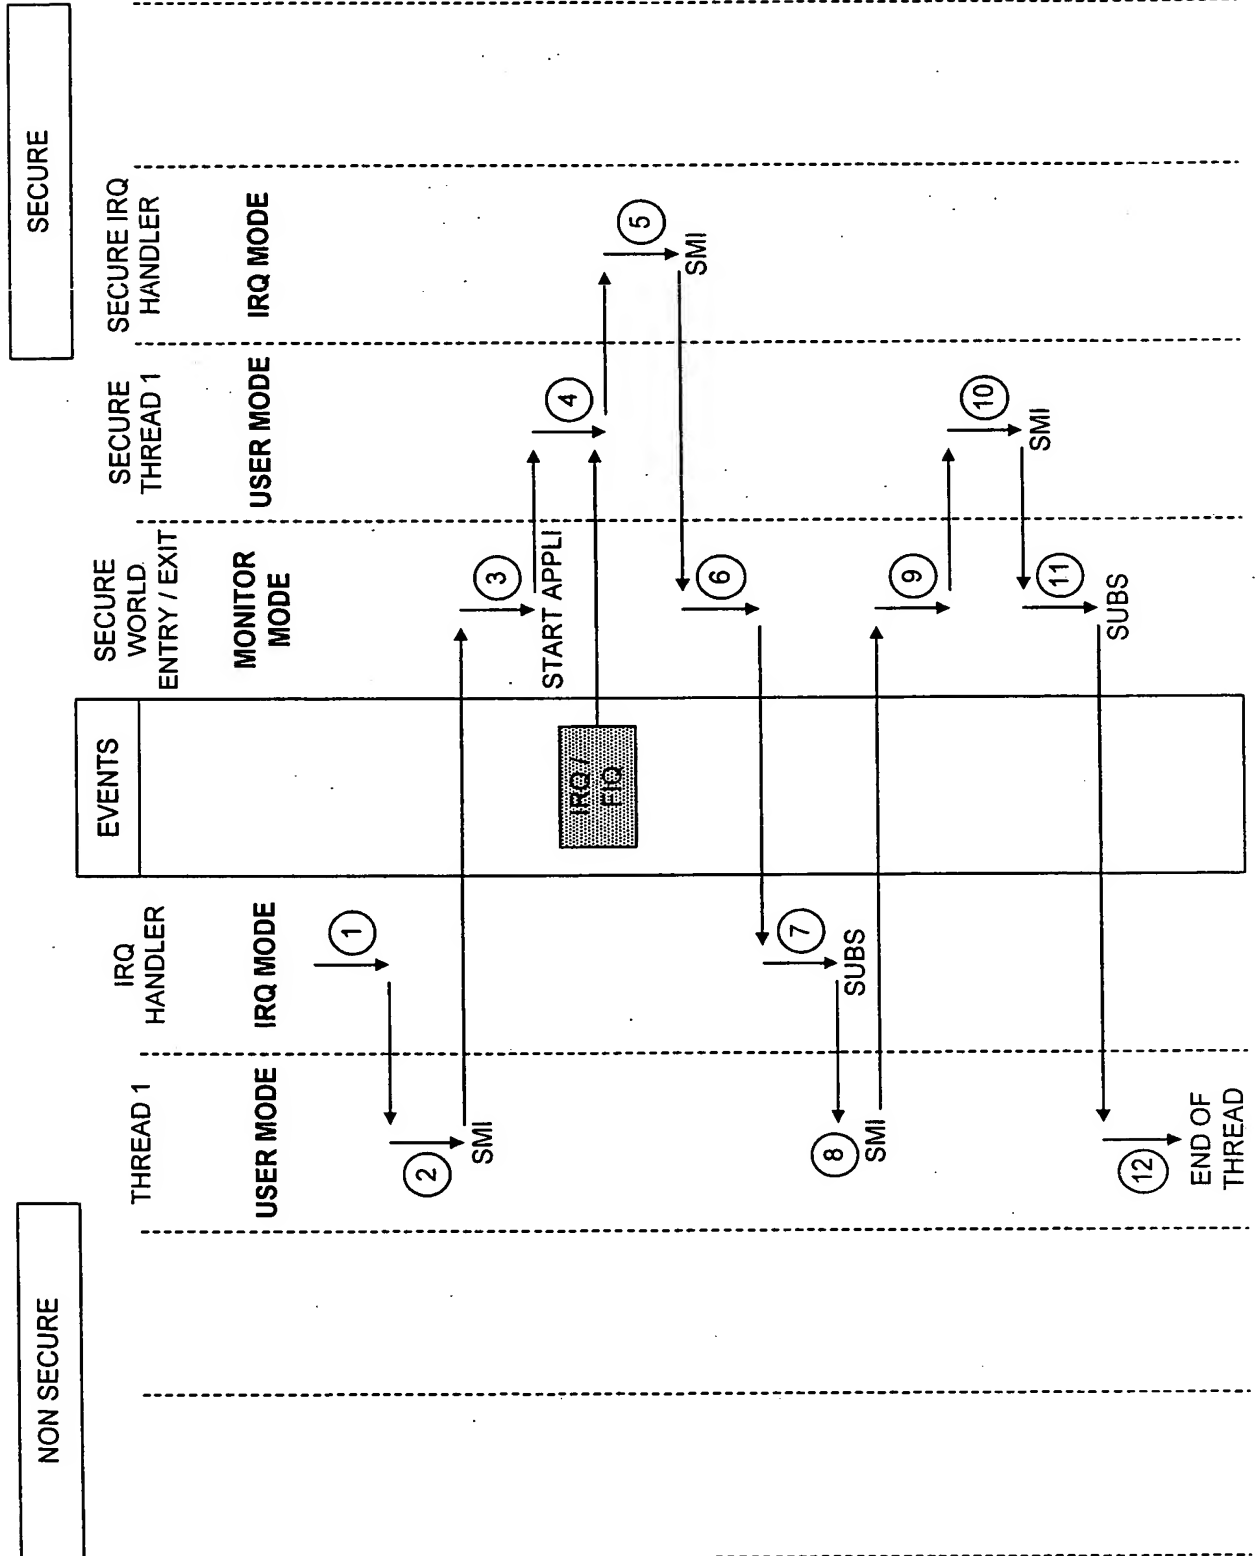 NON SECURE
SECURE
THREAD 1
USER MODE
IRQ
HANDLER
IRQ MODE
EVENTS
SECURE
WORLD
ENTRY / EXIT
MONITOR
MODE
SECURE
THREAD 1
USER MODE
SECURE IRQ
HANDLER
IRQ MODE
1
2
SMI
3
START APPLI
4
IRQ /
FIQ
5
SMI
6
7
SUBS
8
SMI
9
10
SMI
11
SUBS
12
END OF
THREAD